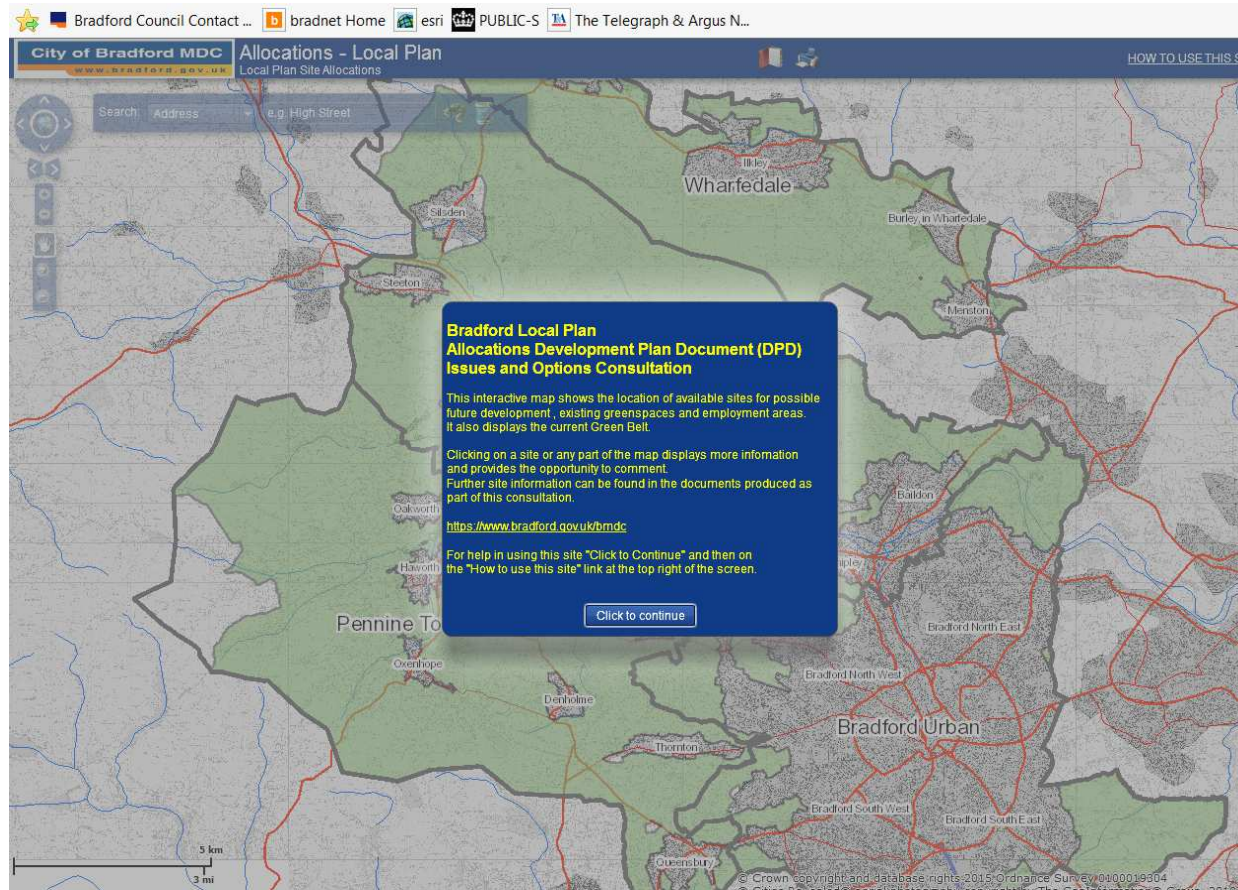 Bradford Council Contact ... bradnet Home esri PUBLIC-S The Telegraph & Argus N...
City of Bradford MDC
www.bradford.gov.uk
Allocations - Local Plan
Local Plan Site Allocations
HOW TO USE THIS S
Search: Address e.g. High Street
Ilkley
Wharfedale
Silsden
Burley in Wharfedale
Steeton
Menston
Bradford Local Plan
Allocations Development Plan Document (DPD)
Issues and Options Consultation
This interactive map shows the location of available sites for possible
future development , existing greenspaces and employment areas.
It also displays the current Green Belt.
Clicking on a site or any part of the map displays more infomation
and provides the opportunity to comment.
Further site information can be found in the documents produced as
part of this consultation.
https://www.bradford.gov.uk/bmdc
For help in using this site "Click to Continue" and then on
the "How to use this site" link at the top right of the screen.
Click to continue
Baildon
Oakworth
Haworth
ipley
Pennine To
Bradford North East
Oxenhope
Bradford North West
Denholme
Bradford Urban
Thornton
Bradford South West
Bradford South East
Queensbury
5 km
3 mi
© Crown copyright and database rights 2015 Ordnance Survey 0100019304